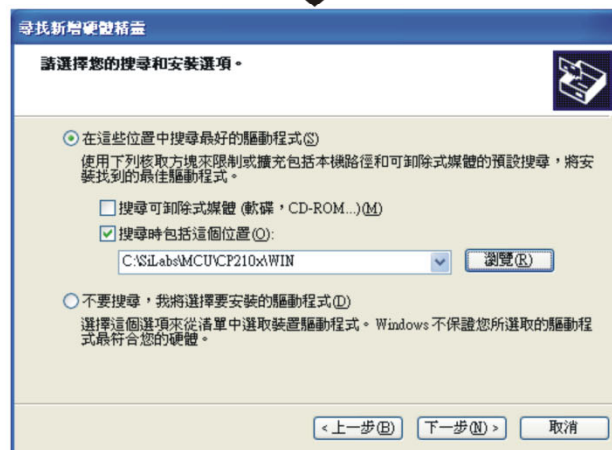 尋找新增硬體精靈
請選擇您的搜尋和安裝選項。
在這些位置中搜尋最好的驅動程式(S)
使用下列核取方塊來限制或擴充包括本機路徑和可卸除式媒體的預設搜尋，將安
裝找到的最佳驅動程式。
搜尋可卸除式媒體 (軟碟，CD-ROM...)(M)
搜尋時包括這個位置(O):
C:\SiLabs\MCU\CP210x\WIN
瀏覽(R)
不要搜尋，我將選擇要安裝的驅動程式(D)
選擇這個選項來從清單中選取裝置驅動程式。Windows 不保證您所選取的驅動程
式最符合您的硬體。
<上一步(B)
下一步(N)>
取消